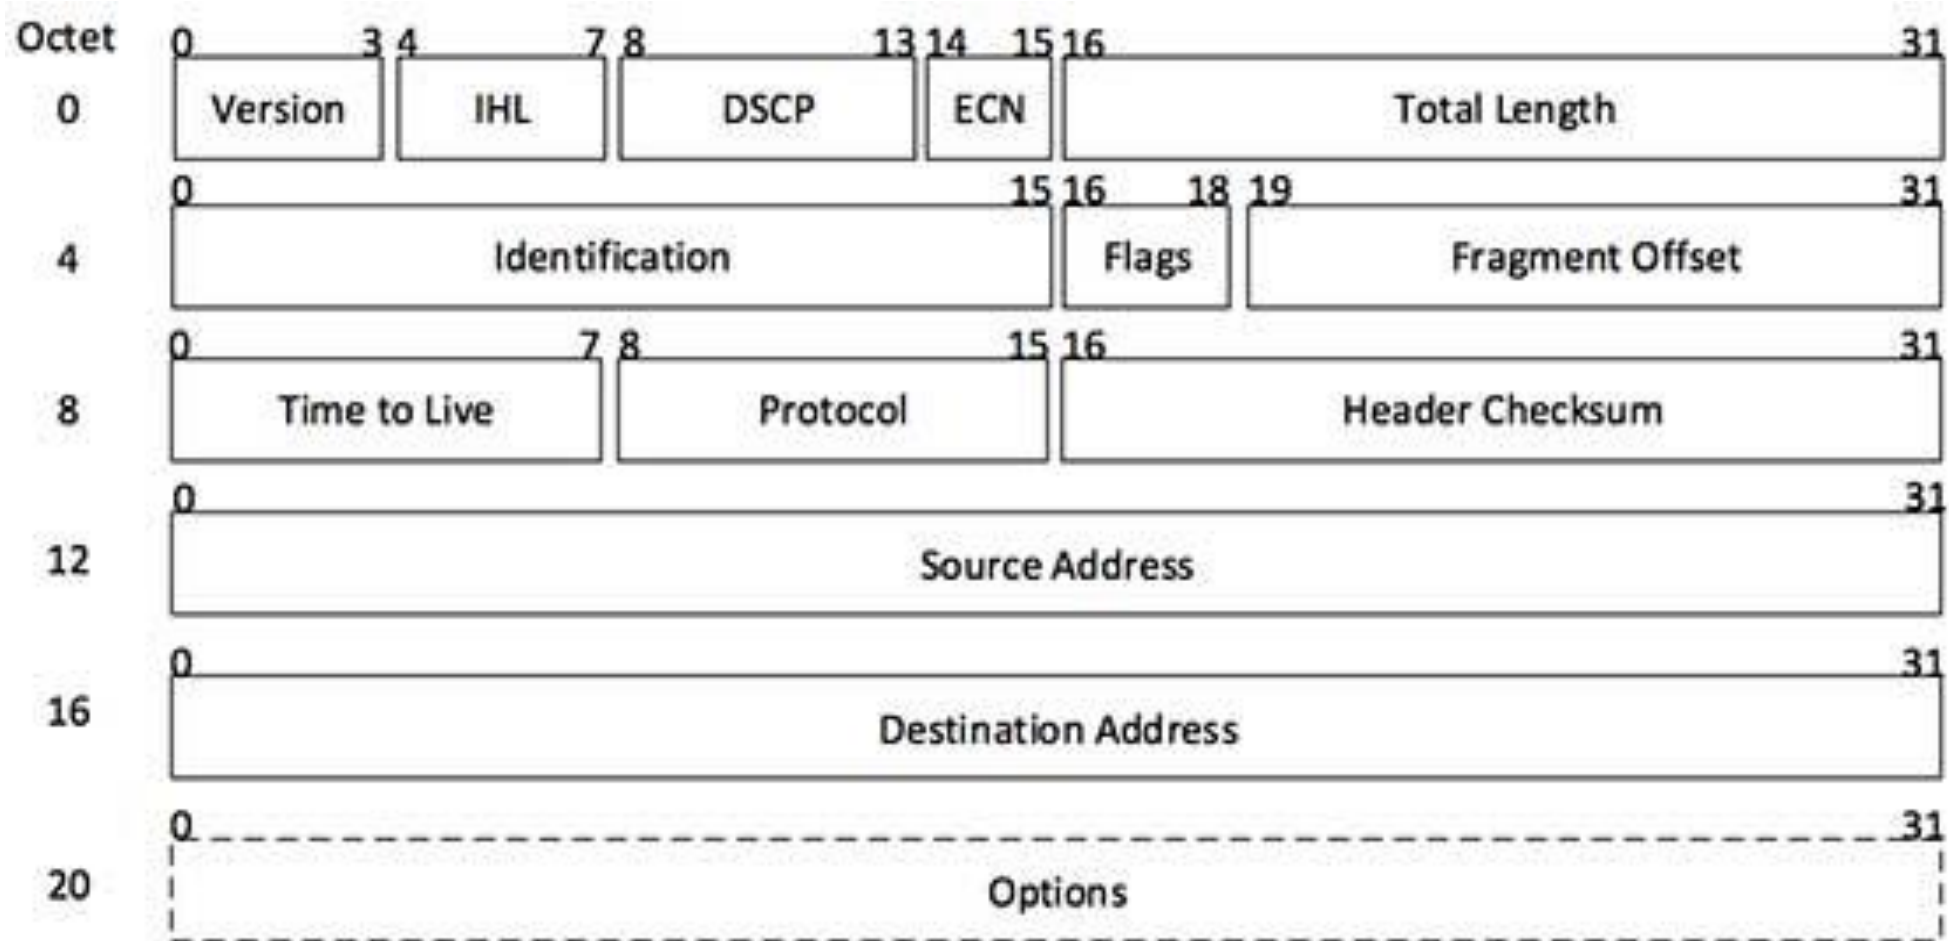 Octet 0 3 4 7 8 13 14 15 16 31
0 Version IHL DSCP ECN Total Length
0 15 16 18 19 31
4 Identification Flags Fragment Offset
0 7 8 15 16 31
8 Time to Live Protocol Header Checksum
0 31
12 Source Address
0 31
16 Destination Address
0 31
20 Options